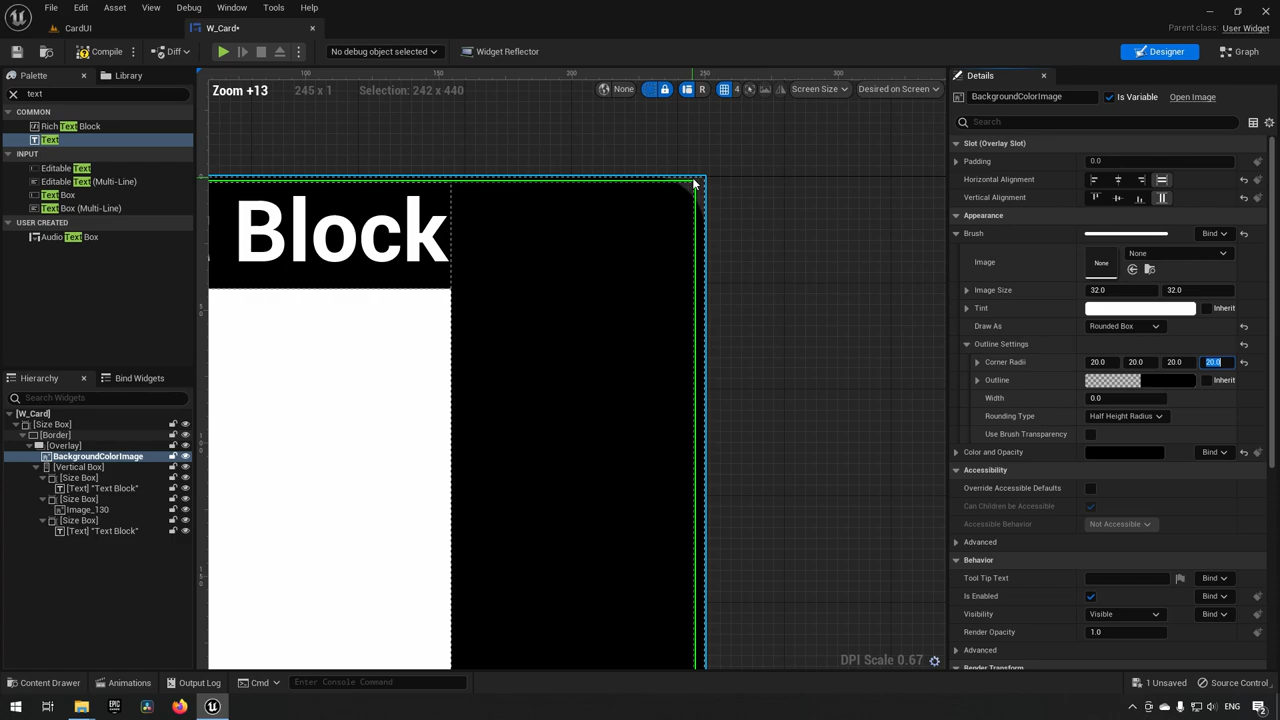 File Edit Asset View Debug Window Tools Help
CardUI
W_Card*
Parent class: User Widget
Compile
Diff
No debug object selected
Widget Reflector
Designer
Graph
Palette
Library
text
COMMON
Rich Text Block
Text
INPUT
Editable Text
Editable Text (Multi-Line)
Text Box
Text Box (Multi-Line)
USER CREATED
Audio Text Box
Hierarchy
Bind Widgets
Search Widgets
[W_Card]
[Size Box]
[Border]
[Overlay]
BackgroundColorImage
[Vertical Box]
[Size Box]
[Text] "Text Block"
[Size Box]
Image_130
[Size Box]
[Text] "Text Block"
100 150 200 250 300
Zoom +13
245 x 1
Selection: 242 x 440
None
R
4
Screen Size
Desired on Screen
Block
DPI Scale 0.67
Details
BackgroundColorImage
Is Variable
Open Image
Search
Slot (Overlay Slot)
Padding 0.0
Horizontal Alignment
Vertical Alignment
Appearance
Brush
Bind
Image
None
None
Image Size 32.0 32.0
Tint
Inherit
Draw As Rounded Box
Outline Settings
Corner Radii 20.0 20.0 20.0 20.0
Outline
Inherit
Width 0.0
Rounding Type Half Height Radius
Use Brush Transparency
Color and Opacity
Bind
Accessibility
Override Accessible Defaults
Can Children be Accessible
Accessible Behavior Not Accessible
Advanced
Behavior
Tool Tip Text
Bind
Is Enabled
Bind
Visibility Visible
Bind
Render Opacity 1.0
Advanced
Render Transform
Content Drawer
Animations
Output Log
Cmd
Enter Console Command
1 Unsaved
Source Control
ENG